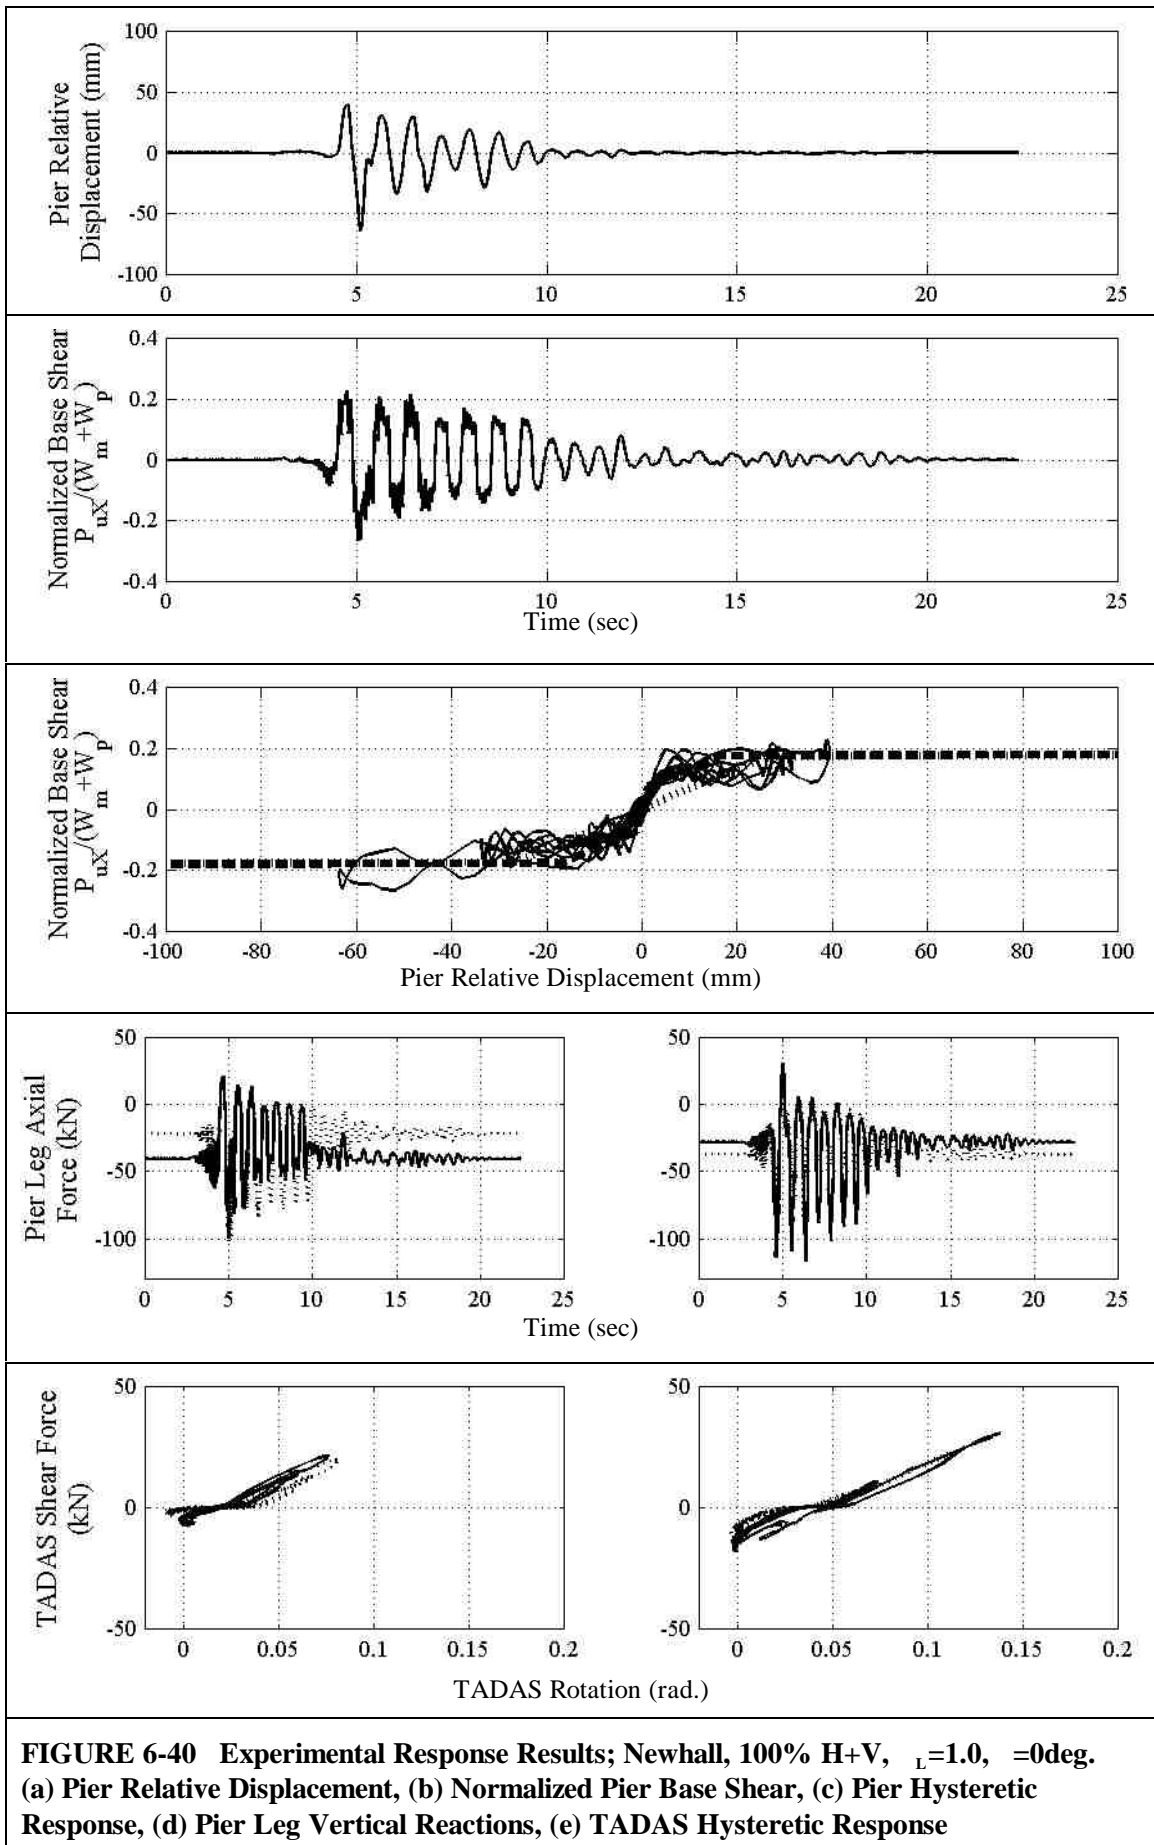 Pier Relative
Displacement (mm)
100
50
0
-50
-100
0 5 10 15 20 25
Normalized Base Shear
P_uX/(W_m+W_p)
0.4
0.2
0
-0.2
-0.4
0 5 10 15 20 25
Time (sec)
Normalized Base Shear
P_uX/(W_m+W_p)
0.4
0.2
0
-0.2
-0.4
-100 -80 -60 -40 -20 0 20 40 60 80 100
Pier Relative Displacement (mm)
Pier Leg Axial
Force (kN)
50
0
-50
-100
0 5 10 15 20 25
50
0
-50
-100
0 5 10 15 20 25
Time (sec)
TADAS Shear Force
(kN)
50
0
-50
0 0.05 0.1 0.15 0.2
50
0
-50
0 0.05 0.1 0.15 0.2
TADAS Rotation (rad.)
FIGURE 6-40 Experimental Response Results; Newhall, 100% H+V, L=1.0, =0deg.
(a) Pier Relative Displacement, (b) Normalized Pier Base Shear, (c) Pier Hysteretic
Response, (d) Pier Leg Vertical Reactions, (e) TADAS Hysteretic Response